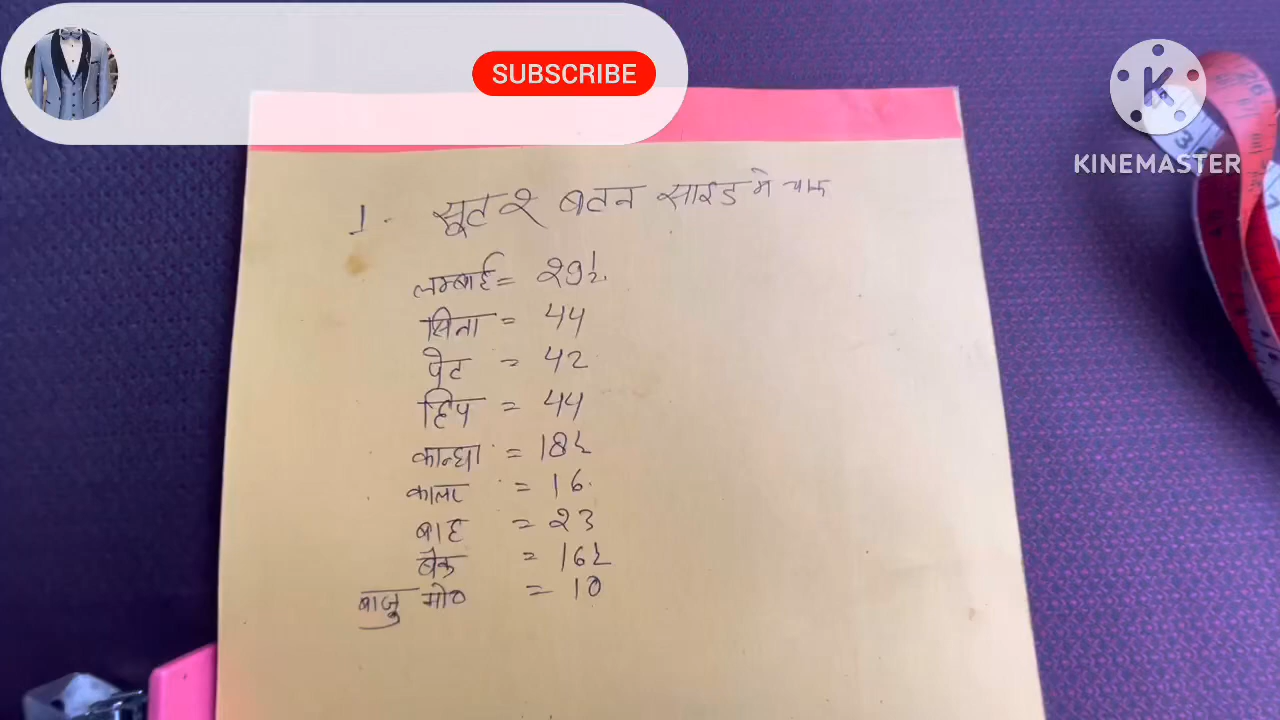 SUBSCRIBE
K
KINEMASTER
1. सूट २ बटन साइड मे चाक
लम्बाई = 29½
सिना = 44
पेट = 42
हिप = 44
कान्धा = 18½
कालर = 16.
बाह = 23
बैक = 16½
बाजु मोठ = 10